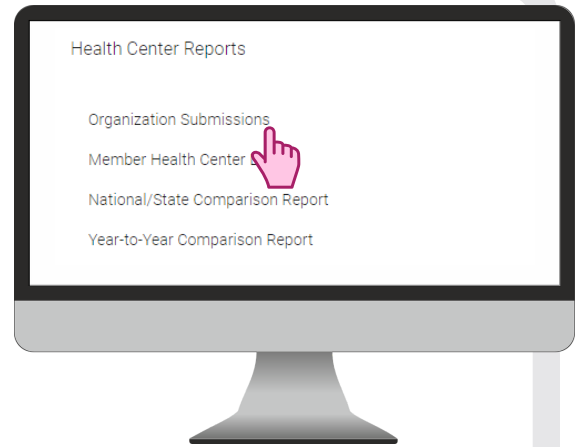 Health Center Reports
Organization Submissions
Member Health Center
National/State Comparison Report
Year-to-Year Comparison Report